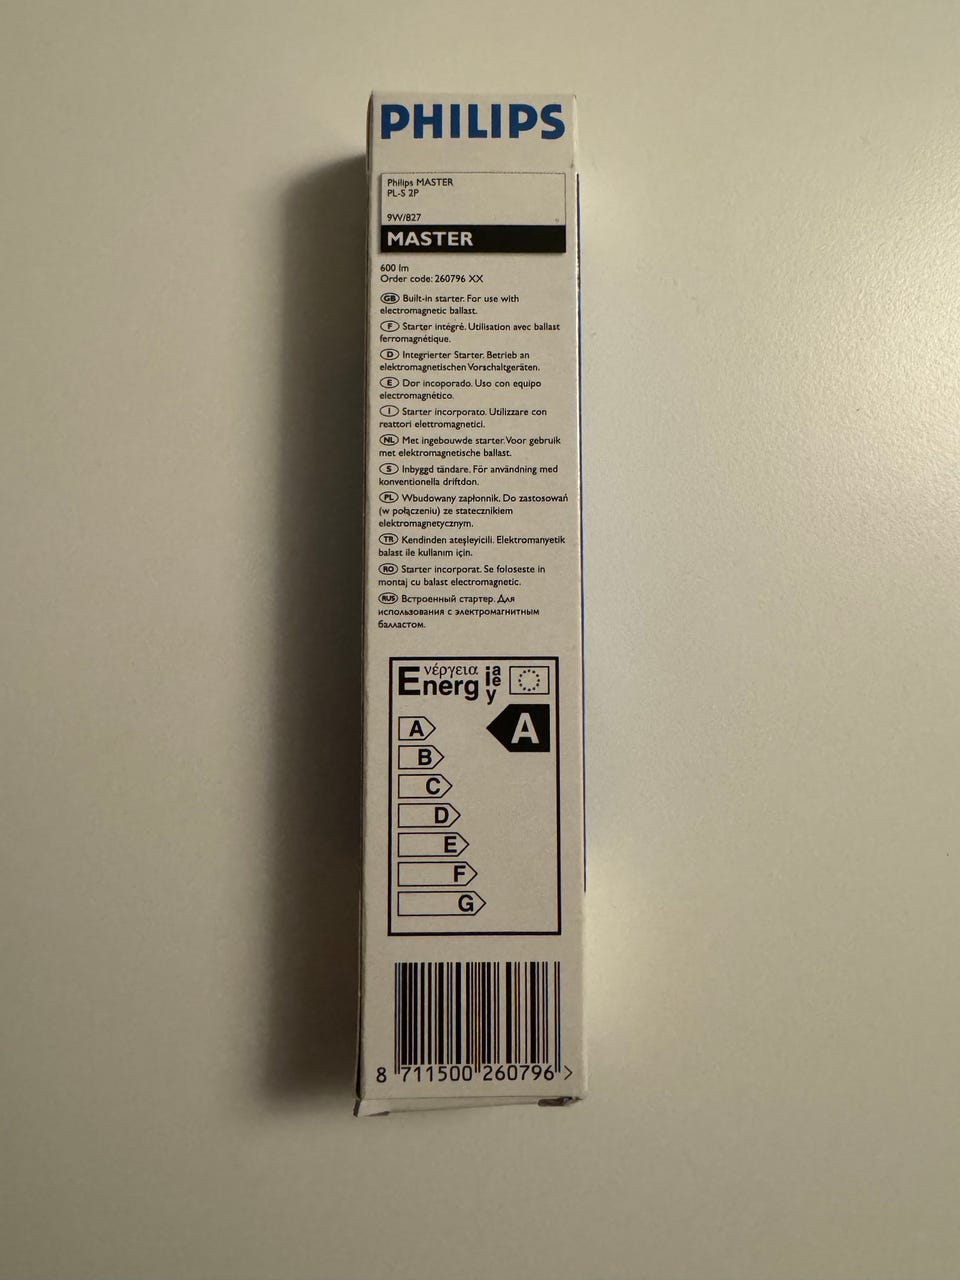 PHILIPS
Philips MASTER
PL-S 2P
9W/827
MASTER
600 lm
Order code: 260796 XX
GB Built-in starter. For use with
electromagnetic ballast.
F Starter intégré. Utilisation avec ballast
ferromagnétique.
D Integrierter Starter. Betrieb an
elektromagnetischen Vorschaltgeräten.
E Dor incoporado. Uso con equipo
electromagnético.
I Starter incorporato. Utilizzare con
reattori elettromagnetici.
NL Met ingebouwde starter. Voor gebruik
met elektromagnetische ballast.
S Inbyggd tändare. För användning med
konventionella driftdon.
PL Wbudowany zapłonnik. Do zastosowań
(w połączeniu) ze statecznikiem
elektromagnetycznym.
TR Kendinden ateşleyicili. Elektromanyetik
balast ile kullanım için.
RO Starter incorporat. Se foloseste in
montaj cu balast electromagnetic.
RUS Встроенный стартер. Для
использования с электромагнитным
балластом.
Energ νέργεια
ia
ie
y
A A
B
C
D
E
F
G
8 711500 260796 >